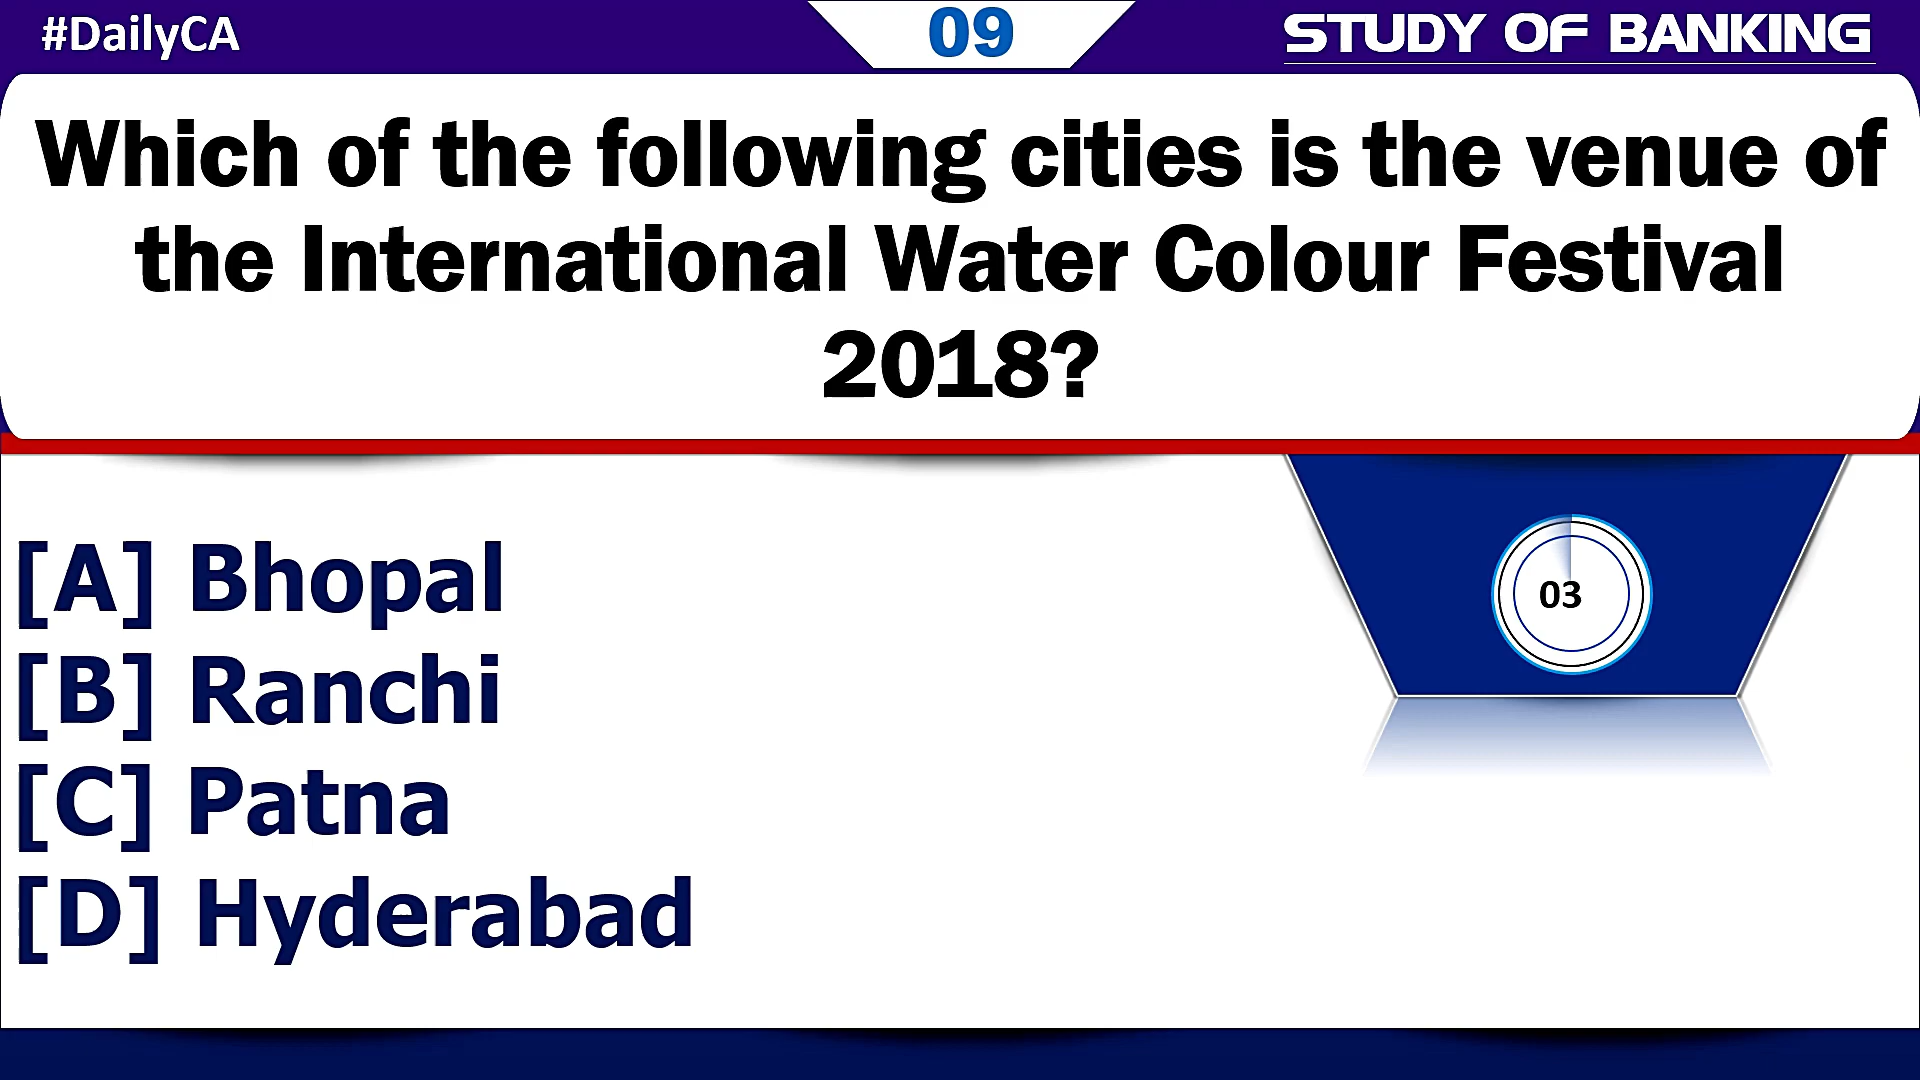 #DailyCA
09
STUDY OF BANKING
Which of the following cities is the venue of
the International Water Colour Festival
2018?
03
[A] Bhopal
[B] Ranchi
[C] Patna
[D] Hyderabad